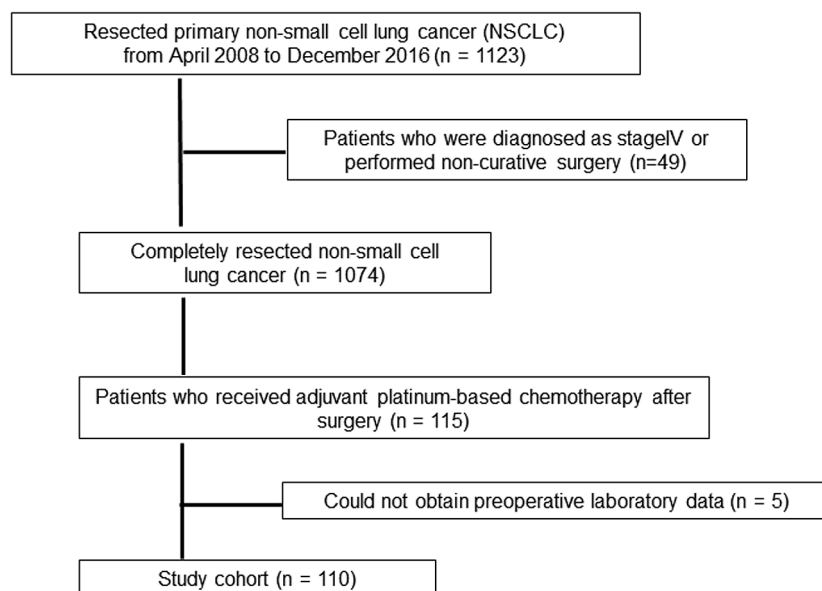 Resected primary non-small cell lung cancer (NSCLC)
from April 2008 to December 2016 (n = 1123)
Patients who were diagnosed as stageIV or
performed non-curative surgery (n=49)
Completely resected non-small cell
lung cancer (n = 1074)
Patients who received adjuvant platinum-based chemotherapy after
surgery (n = 115)
Could not obtain preoperative laboratory data (n = 5)
Study cohort (n = 110)